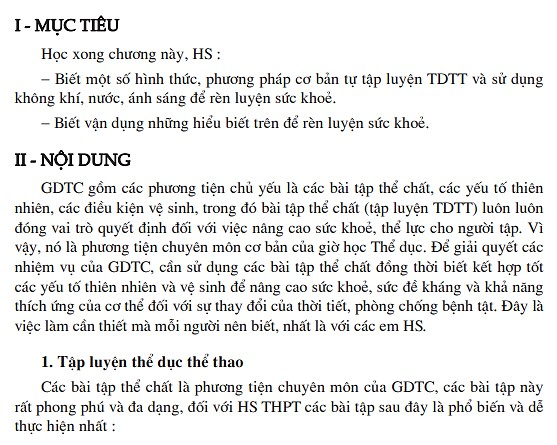 I - MỤC TIÊU
Học xong chương này, HS :
– Biết một số hình thức, phương pháp cơ bản tự tập luyện TDTT và sử dụng
không khí, nước, ánh sáng để rèn luyện sức khoẻ.
– Biết vận dụng những hiểu biết trên để rèn luyện sức khoẻ.
II - NỘI DUNG
GDTC gồm các phương tiện chủ yếu là các bài tập thể chất, các yếu tố thiên
nhiên, các điều kiện vệ sinh, trong đó bài tập thể chất (tập luyện TDTT) luôn luôn
đóng vai trò quyết định đối với việc nâng cao sức khoẻ, thể lực cho người tập. Vì
vậy, nó là phương tiện chuyên môn cơ bản của giờ học Thể dục. Để giải quyết các
nhiệm vụ của GDTC, cần sử dụng các bài tập thể chất đồng thời biết kết hợp tốt
các yếu tố thiên nhiên và vệ sinh để nâng cao sức khoẻ, sức đề kháng và khả năng
thích ứng của cơ thể đối với sự thay đổi của thời tiết, phòng chống bệnh tật. Đây là
việc làm cần thiết mà mỗi người nên biết, nhất là với các em HS.
1. Tập luyện thể dục thể thao
Các bài tập thể chất là phương tiện chuyên môn của GDTC, các bài tập này
rất phong phú và đa dạng, đối với HS THPT các bài tập sau đây là phổ biến và dễ
thực hiện nhất :